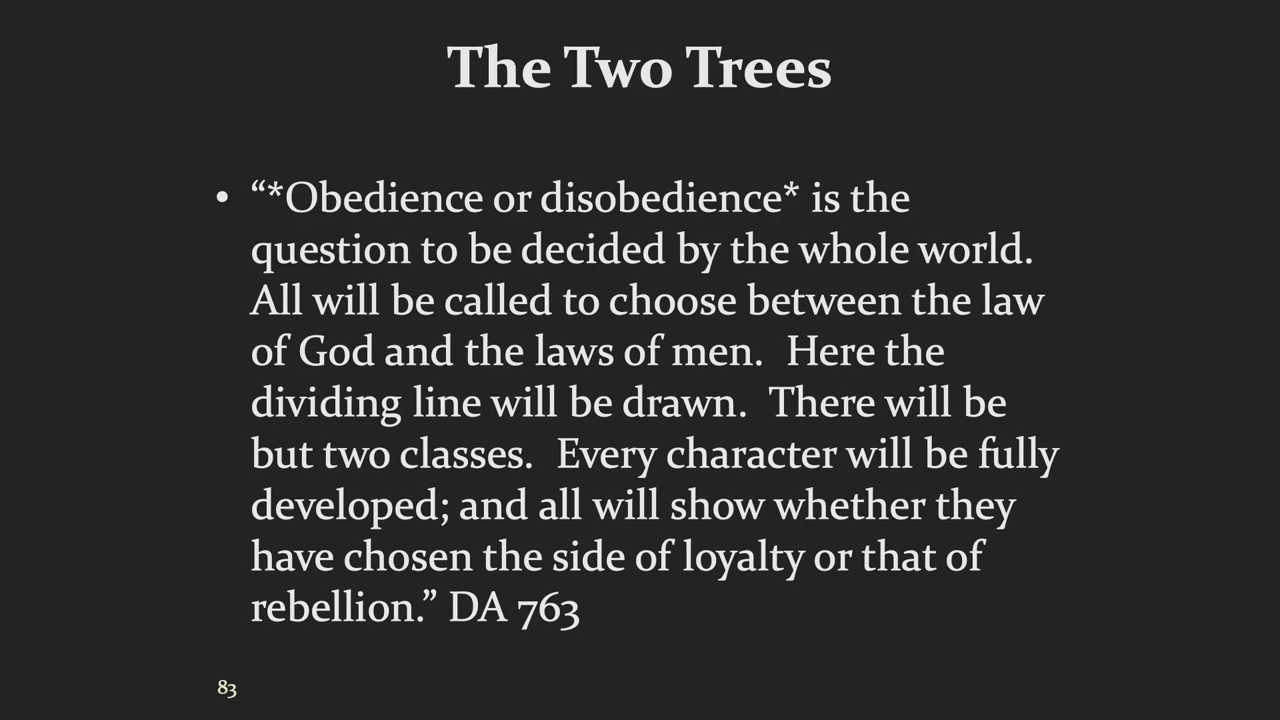 The Two Trees
• “*Obedience or disobedience* is the
question to be decided by the whole world.
All will be called to choose between the law
of God and the laws of men.  Here the
dividing line will be drawn.  There will be
but two classes.  Every character will be fully
developed; and all will show whether they
have chosen the side of loyalty or that of
rebellion.” DA 763
83